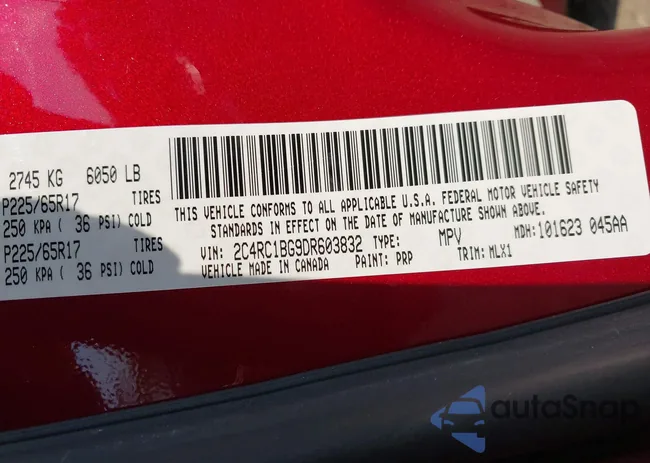 2745 KG 6050 LB
P225/65R17 TIRES
250 KPA ( 36 PSI) COLD
P225/65R17 TIRES
250 KPA ( 36 PSI) COLD
THIS VEHICLE CONFORMS TO ALL APPLICABLE U.S.A. FEDERAL MOTOR VEHICLE SAFETY
STANDARDS IN EFFECT ON THE DATE OF MANUFACTURE SHOWN ABOVE.
VIN: 2C4RC1BG9DR603832 TYPE: MPV MDH: 101623 045AA
VEHICLE MADE IN CANADA PAINT: PRP TRIM: MLX1
autoSnap